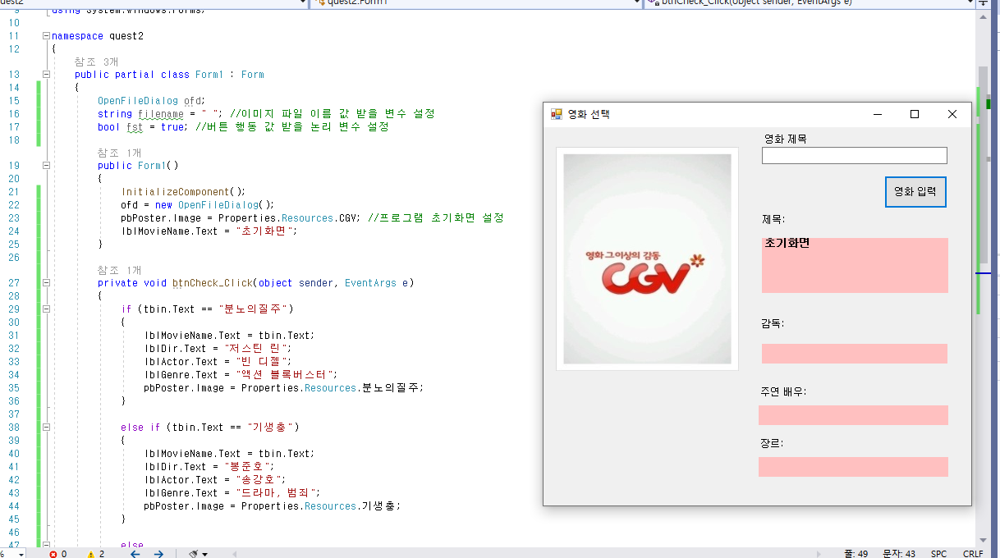 quest2.Form1
btnCheck_Click(object sender, EventArgs e)
9 using System.Windows.Forms;
10
11 namespace quest2
12 {
참조 3개
13 public partial class Form1 : Form
14 {
15 OpenFileDialog ofd;
16 string filename = " "; //이미지 파일 이름 값 받을 변수 설정
17 bool fst = true; //버튼 행동 값 받을 논리 변수 설정
18
참조 1개
19 public Form1()
20 {
21 InitializeComponent();
22 ofd = new OpenFileDialog();
23 pbPoster.Image = Properties.Resources.CGV; //프로그램 초기화면 설정
24 lblMovieName.Text = "초기화면";
25 }
26
참조 1개
27 private void btnCheck_Click(object sender, EventArgs e)
28 {
29 if (tbin.Text == "분노의질주")
30 {
31 lblMovieName.Text = tbin.Text;
32 lblDir.Text = "저스틴 린";
33 lblActor.Text = "빈 디젤";
34 lblGenre.Text = "액션 블록버스터";
35 pbPoster.Image = Properties.Resources.분노의질주;
36 }
37
38 else if (tbin.Text == "기생충")
39 {
40 lblMovieName.Text = tbin.Text;
41 lblDir.Text = "봉준호";
42 lblActor.Text = "송강호";
43 lblGenre.Text = "드라마, 범죄";
44 pbPoster.Image = Properties.Resources.기생충;
45 }
46
47 else
영화 선택
영화 제목
영화 입력
제목:
초기화면
감독:
주연 배우:
장르:
영화 그 이상의 감동
CGV
% 0 2
줄: 49 문자: 43 SPC CRLF